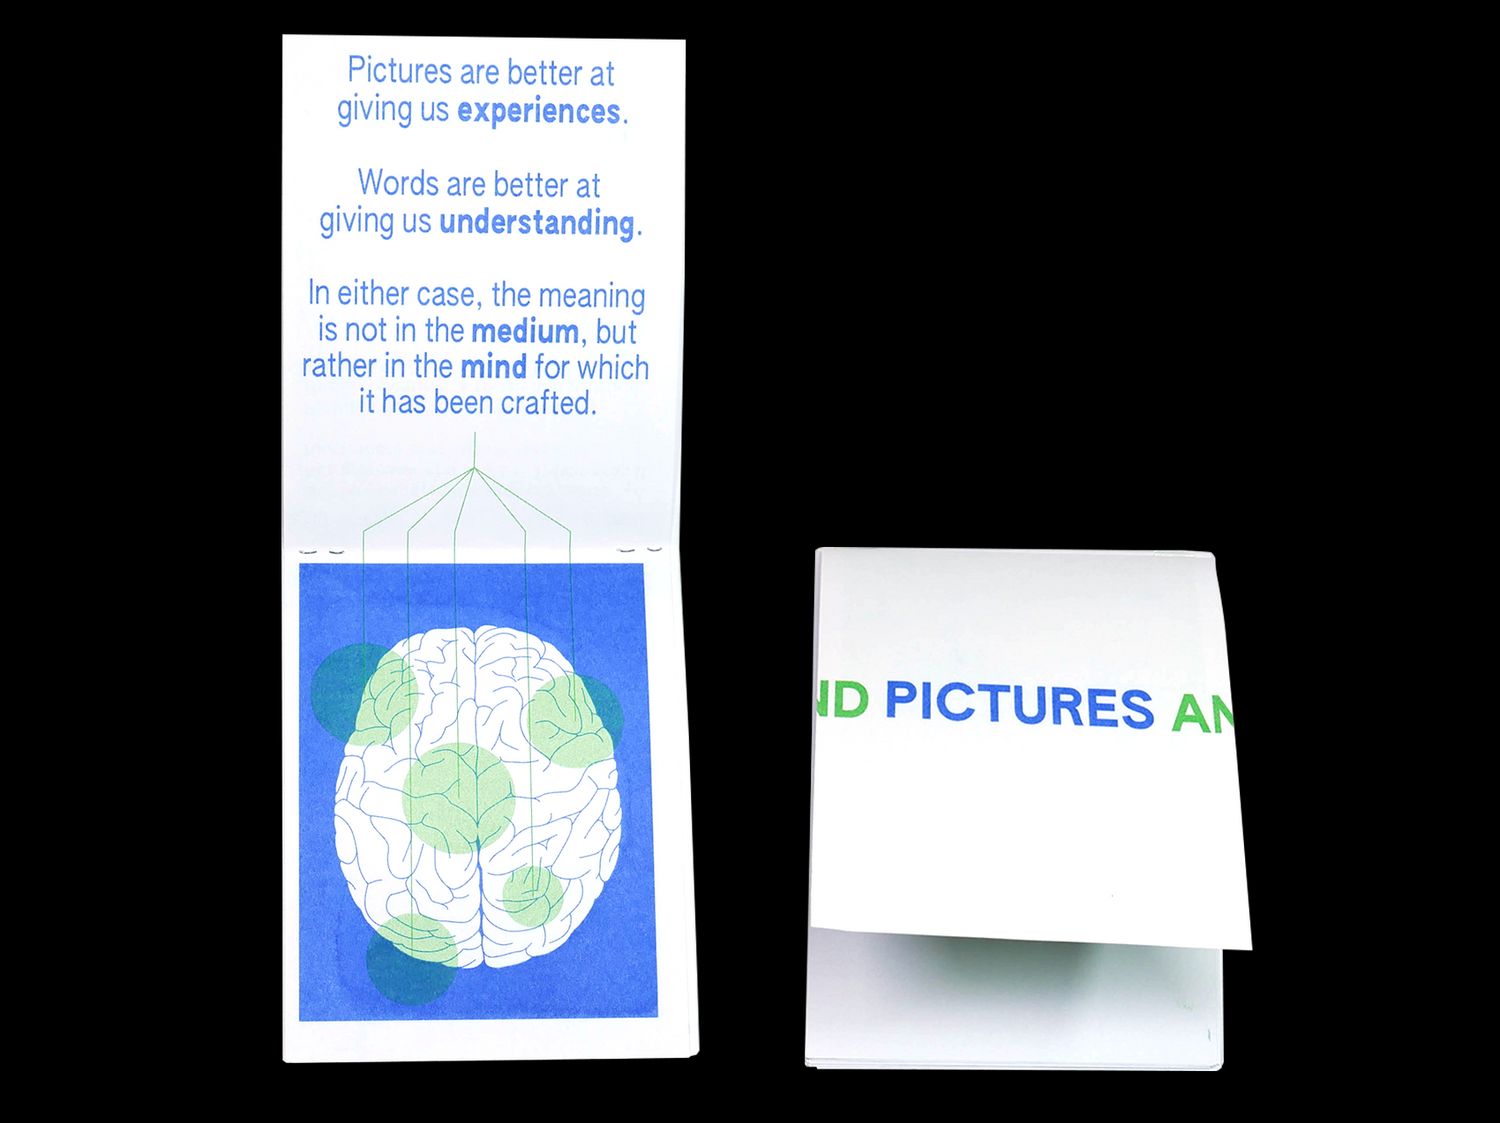 Pictures are better at
giving us experiences.
Words are better at
giving us understanding.
In either case, the meaning
is not in the medium, but
rather in the mind for which
it has been crafted.
ND PICTURES AN